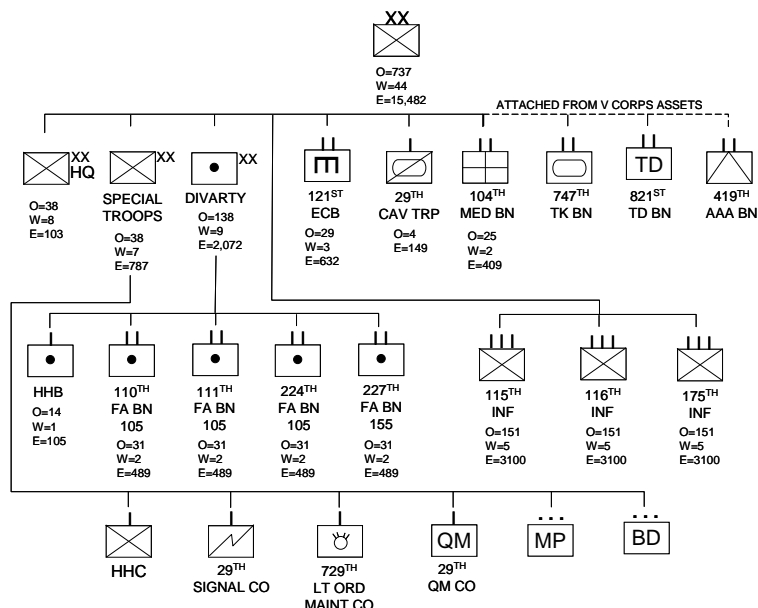 XX
O=737
W=44
E=15,482
ATTACHED FROM V CORPS ASSETS
XX
HQ
O=38
W=8
E=103
XX
SPECIAL
TROOPS
O=38
W=7
E=787
XX
DIVARTY
O=138
W=9
E=2,072
121ST
ECB
O=29
W=3
E=632
29TH
CAV TRP
O=4
E=149
104TH
MED BN
O=25
W=2
E=409
747TH
TK BN
TD
821ST
TD BN
419TH
AAA BN
HHB
O=14
W=1
E=105
110TH
FA BN
105
O=31
W=2
E=489
111TH
FA BN
105
O=31
W=2
E=489
224TH
FA BN
105
O=31
W=2
E=489
227TH
FA BN
155
O=31
W=2
E=489
115TH
INF
O=151
W=5
E=3100
116TH
INF
O=151
W=5
E=3100
175TH
INF
O=151
W=5
E=3100
HHC
29TH
SIGNAL CO
729TH
LT ORD
MAINT CO
QM
29TH
QM CO
MP
BD